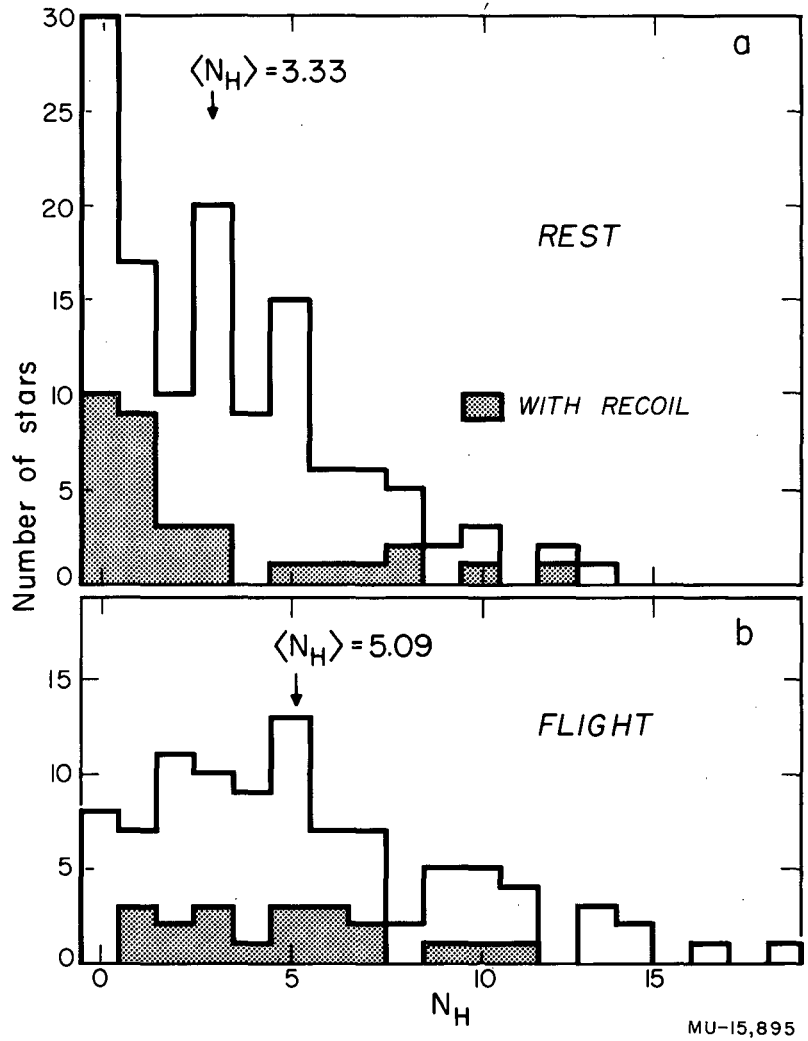 30
25
20
15
10
5
0
Number of stars
a
⟨N_H⟩ = 3.33
REST
WITH RECOIL
b
⟨N_H⟩ = 5.09
FLIGHT
15
10
5
0
0 5 10 15
N_H
MU-15,895